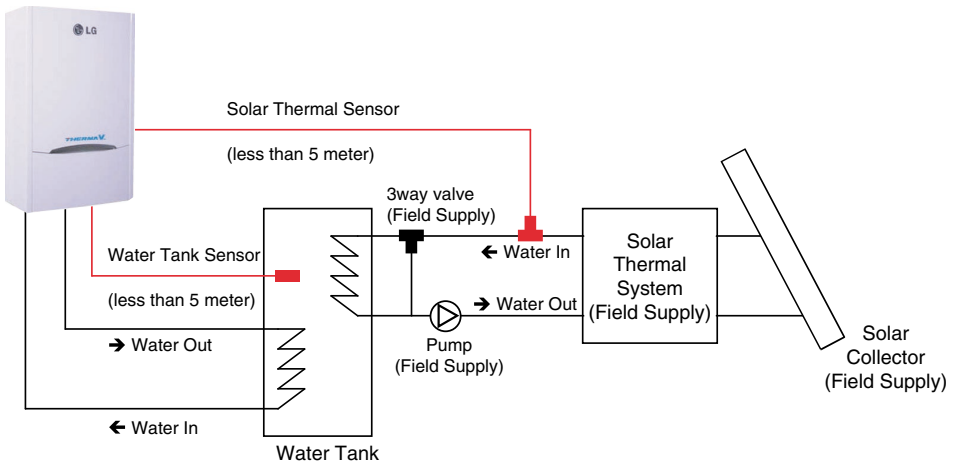 LG
THERMA V.
Solar Thermal Sensor
(less than 5 meter)
3way valve
(Field Supply)
← Water In
Solar
Thermal
System
(Field Supply)
Water Tank Sensor
(less than 5 meter)
→ Water Out
→ Water Out
Pump
(Field Supply)
Solar
Collector
(Field Supply)
← Water In
Water Tank